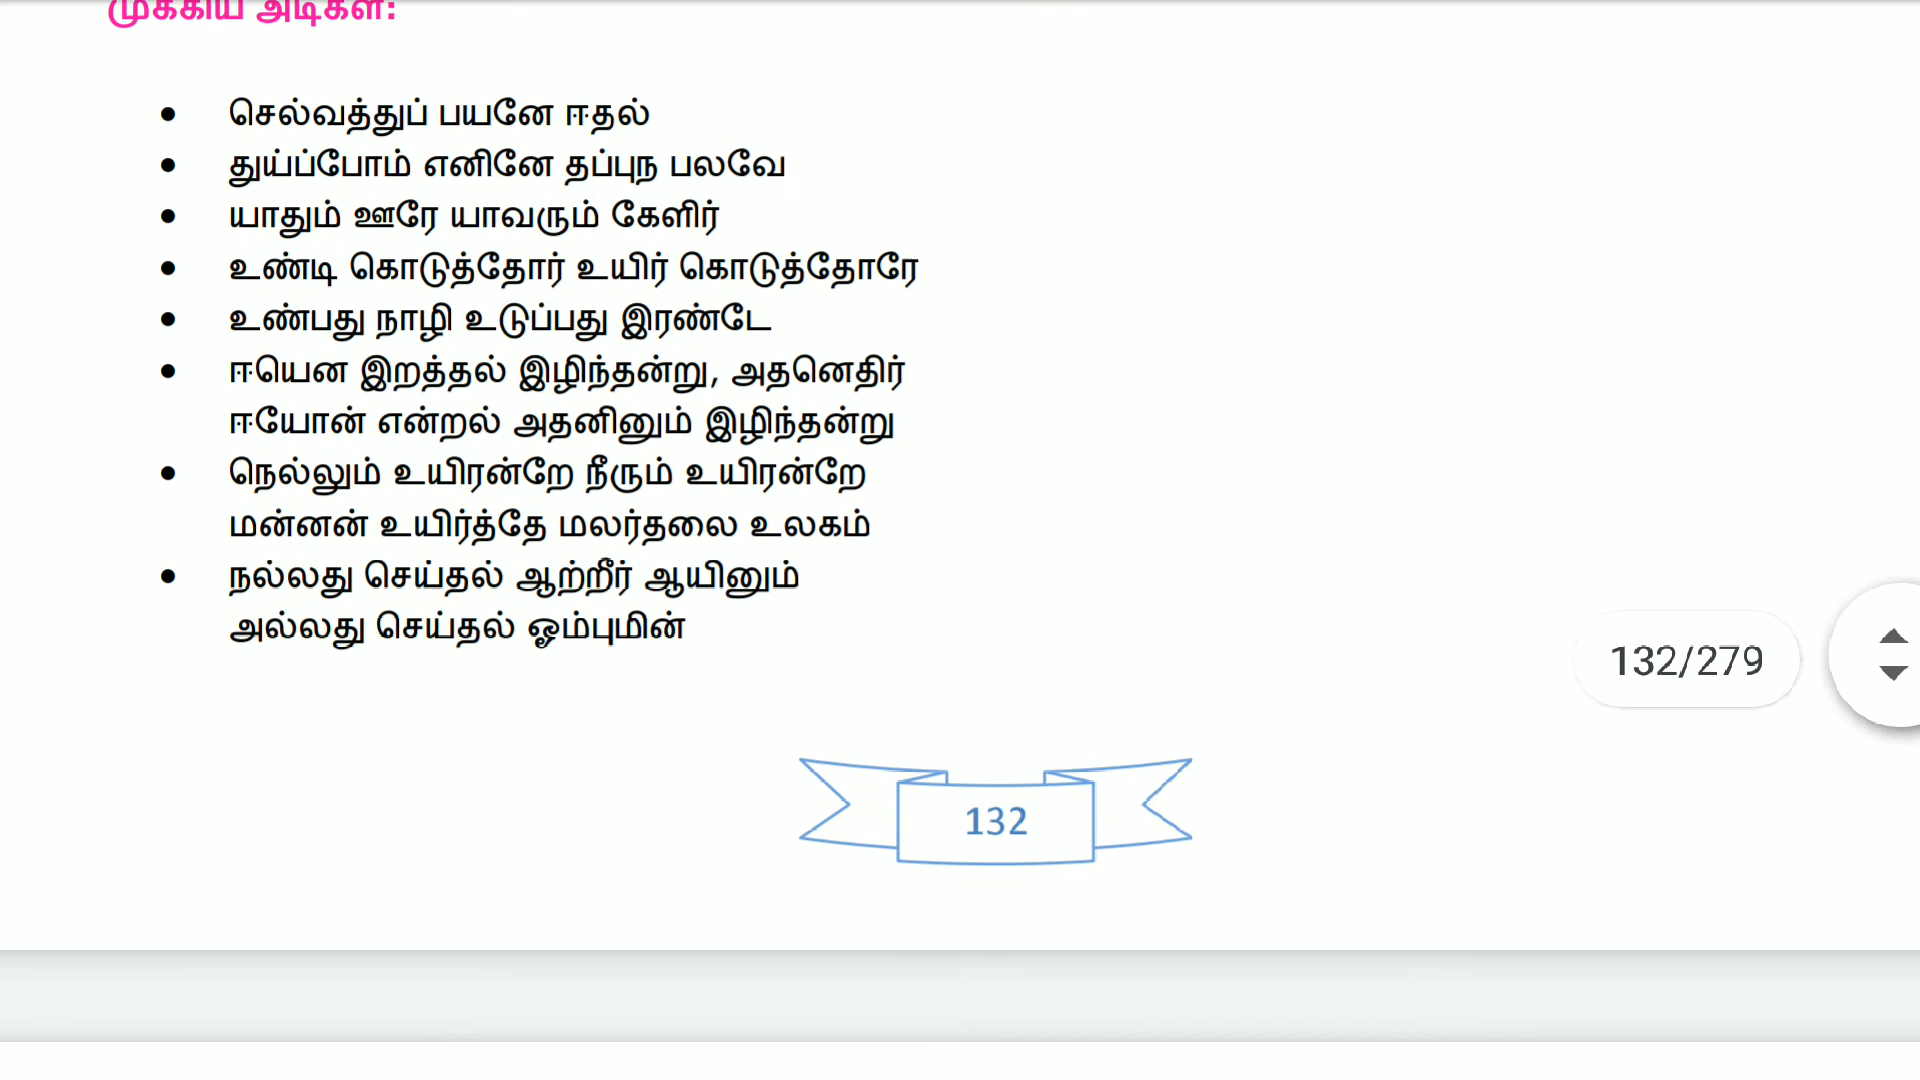 முக்கிய அடிகள்:
செல்வத்துப் பயனே ஈதல்
துய்ப்போம் எனினே தப்புந பலவே
யாதும் ஊரே யாவரும் கேளிர்
உண்டி கொடுத்தோர் உயிர் கொடுத்தோரே
உண்பது நாழி உடுப்பது இரண்டே
ஈயென இறத்தல் இழிந்தன்று, அதனெதிர்
ஈயோன் என்றல் அதனினும் இழிந்தன்று
நெல்லும் உயிரன்றே நீரும் உயிரன்றே
மன்னன் உயிர்த்தே மலர்தலை உலகம்
நல்லது செய்தல் ஆற்றீர் ஆயினும்
அல்லது செய்தல் ஓம்புமின்
132/279
132